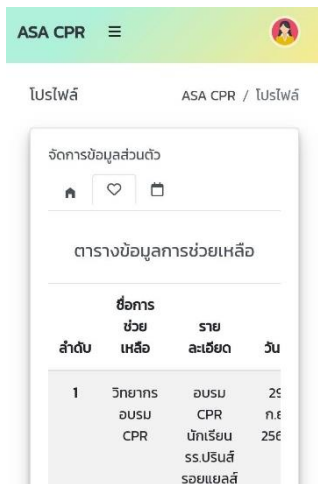 ASA CPR
โปรไฟล์ ASA CPR / โปรไฟล์
จัดการข้อมูลส่วนตัว
ตารางข้อมูลการช่วยเหลือ
ชื่อการ
ช่วย ราย
ลำดับ เหลือ ละเอียด วัน
1 วิทยากร อบรม 29
อบรม CPR ก.ย
CPR นักเรียน 256
รร.ปรินส์
รอยแยลส์